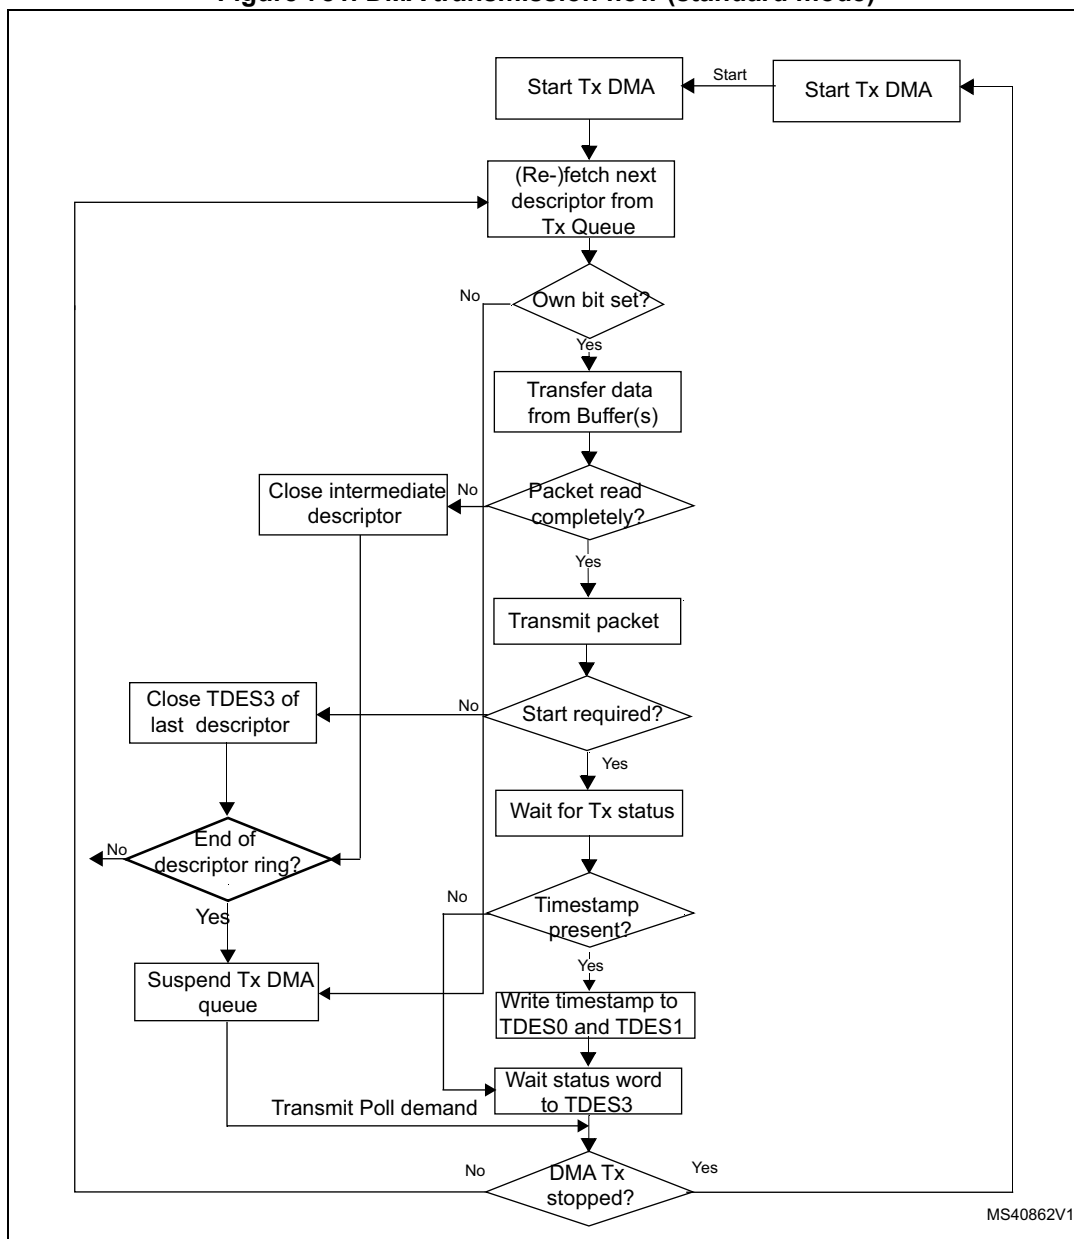 Start Tx DMA
Start
Start Tx DMA
(Re-)fetch next
descriptor from
Tx Queue
No
Own bit set?
Yes
Transfer data
from Buffer(s)
Close intermediate
descriptor
No
Packet read
completely?
Yes
Transmit packet
Close TDES3 of
last descriptor
No
Start required?
Yes
Wait for Tx status
No
End of
descriptor ring?
Yes
No
Timestamp
present?
Yes
Suspend Tx DMA
queue
Write timestamp to
TDES0 and TDES1
Wait status word
to TDES3
Transmit Poll demand
No
DMA Tx
stopped?
Yes
MS40862V1